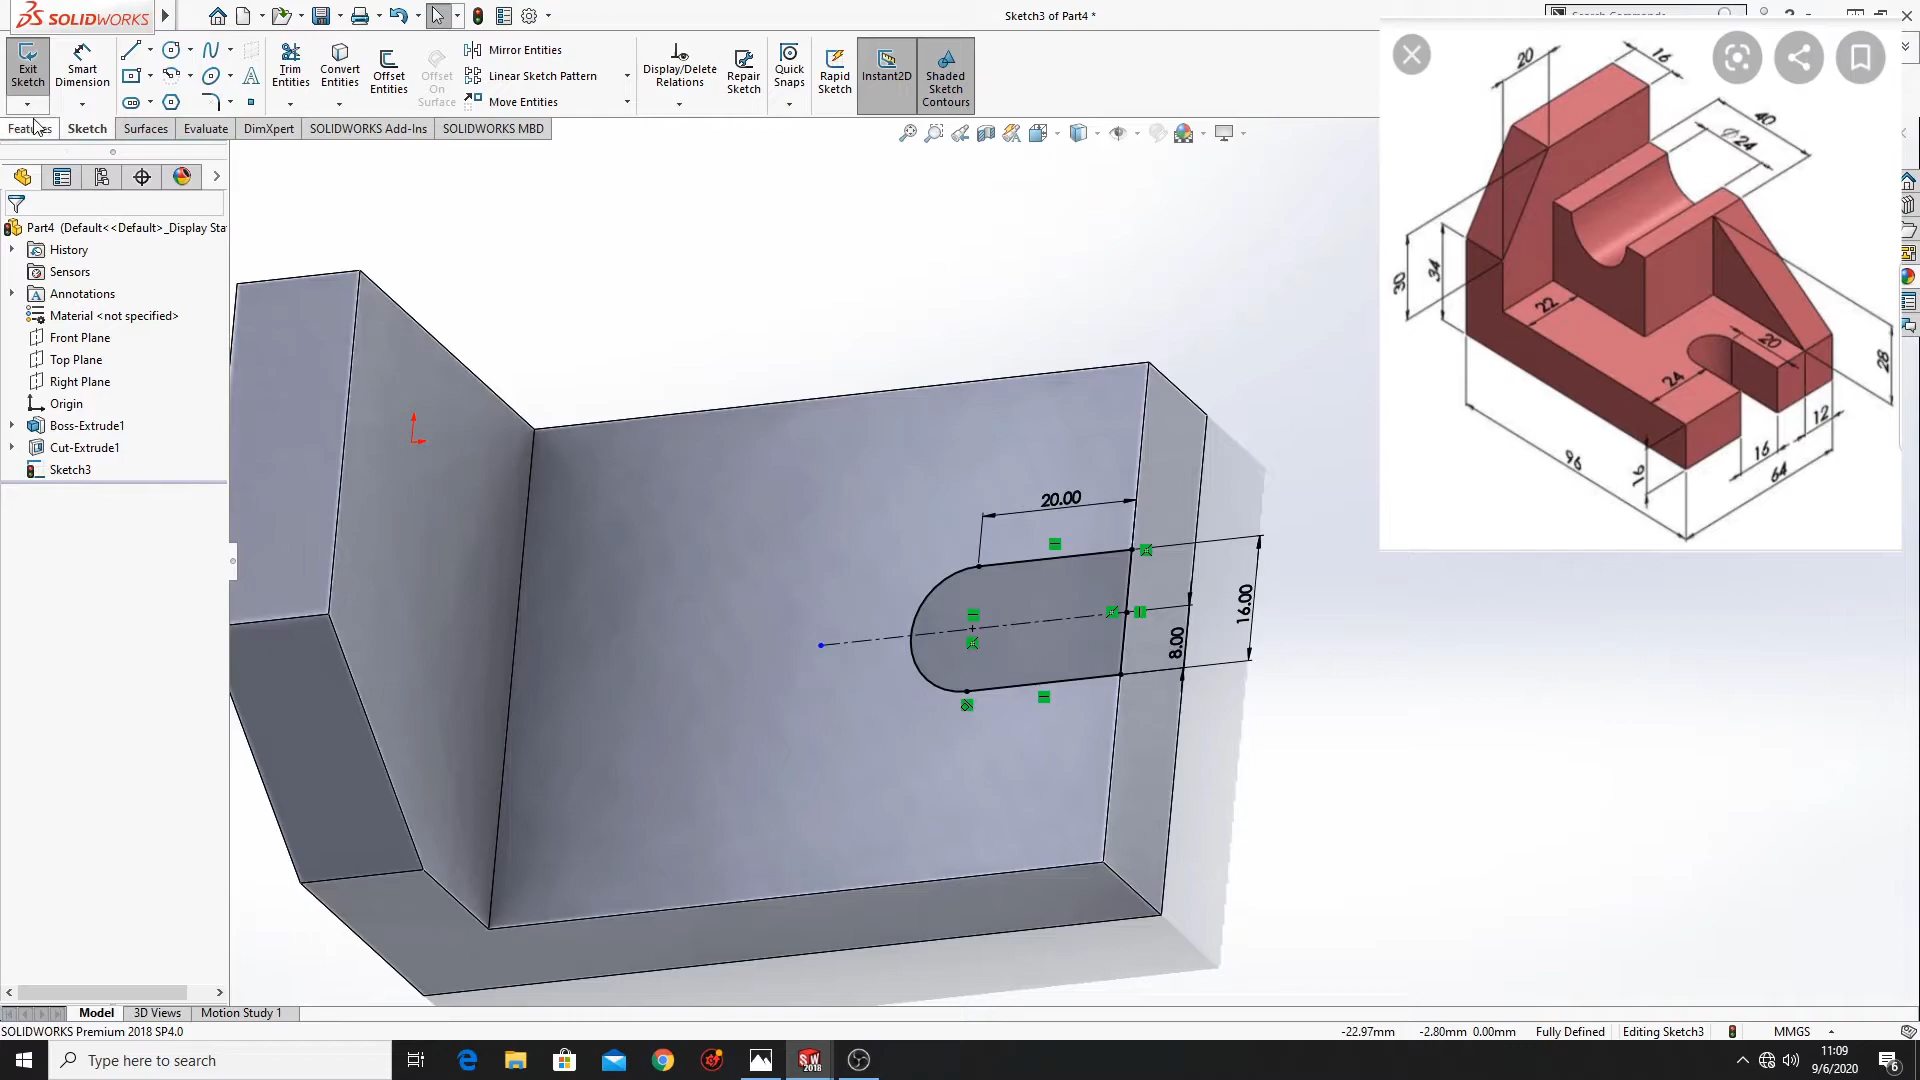 SOLIDWORKS
Sketch3 of Part4 *
Search Commands
Exit Sketch
Smart Dimension
Trim Entities
Convert Entities
Offset Entities
Offset On Surface
Mirror Entities
Linear Sketch Pattern
Move Entities
Display/Delete Relations
Repair Sketch
Quick Snaps
Rapid Sketch
Instant2D
Shaded Sketch Contours
Features
Sketch
Surfaces
Evaluate
DimXpert
SOLIDWORKS Add-Ins
SOLIDWORKS MBD
Part4 (Default<<Default>_Display Sta
History
Sensors
Annotations
Material <not specified>
Front Plane
Top Plane
Right Plane
Origin
Boss-Extrude1
Cut-Extrude1
Sketch3
20.00
16.00
8.00
20
16
40
Ø24
30
34
22
20
28
24
12
16
96
16
64
Model
3D Views
Motion Study 1
SOLIDWORKS Premium 2018 SP4.0
-22.97mm
-2.80mm
0.00mm
Fully Defined
Editing Sketch3
MMGS
Type here to search
SW 2018
11:09
9/6/2020
6